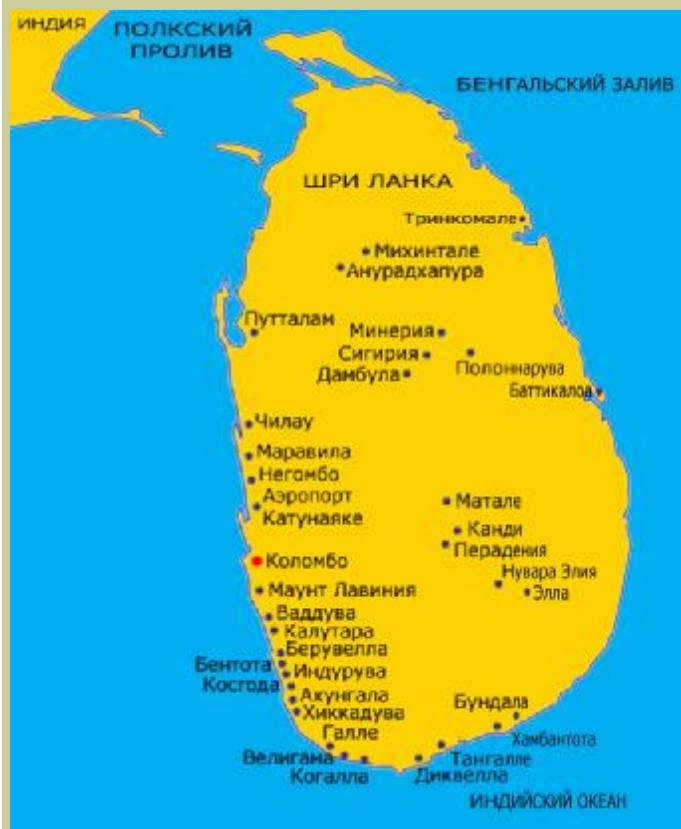 ИНДИЯ
ПОЛКСКИЙ
ПРОЛИВ
БЕНГАЛЬСКИЙ ЗАЛИВ
ШРИ ЛАНКА
Тринкомале
Михинтале
Анурадхапура
Путталам
Минерия
Сигирия
Полоннарува
Дамбула
Баттикалоа
Чилау
Маравила
Негомбо
Аэропорт
Катунаяке
Матале
Канди
Перадения
Коломбо
Нувара Элия
Элла
Маунт Лавиния
Ваддува
Калутара
Берувелла
Бентота
Индурува
Косгода
Ахунгала
Хиккадува
Бундала
Галле
Хамбантота
Велигама
Тангалле
Когалла
Диквелла
ИНДИЙСКИЙ ОКЕАН